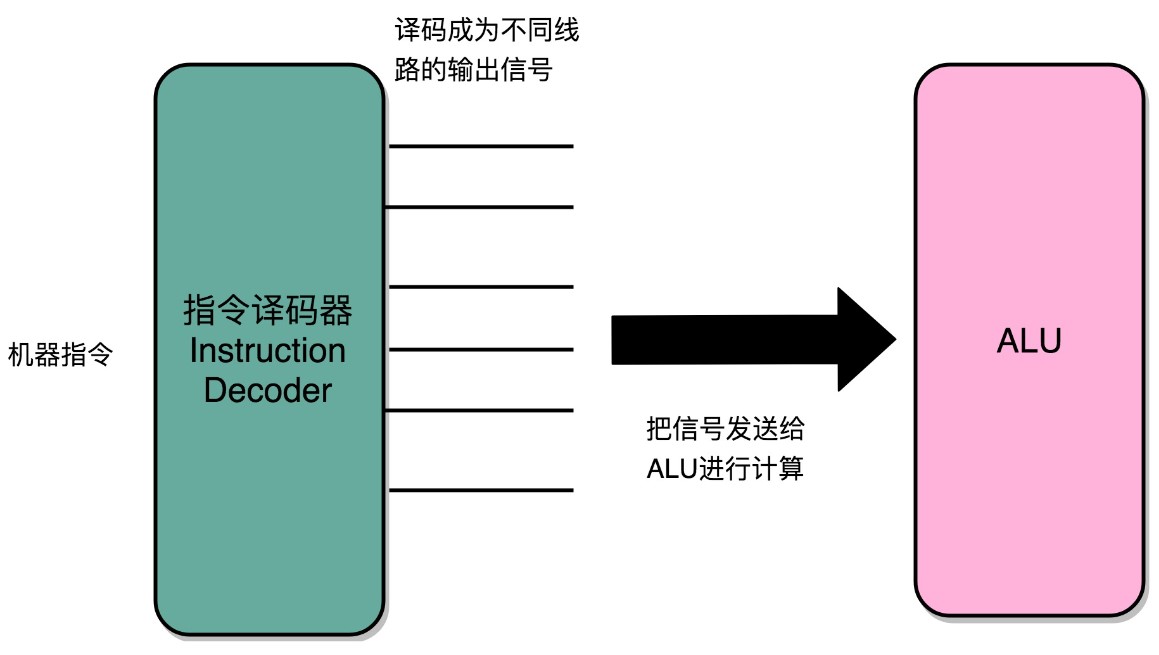 译码成为不同线
路的输出信号
机器指令
指令译码器
Instruction
Decoder
把信号发送给
ALU进行计算
ALU